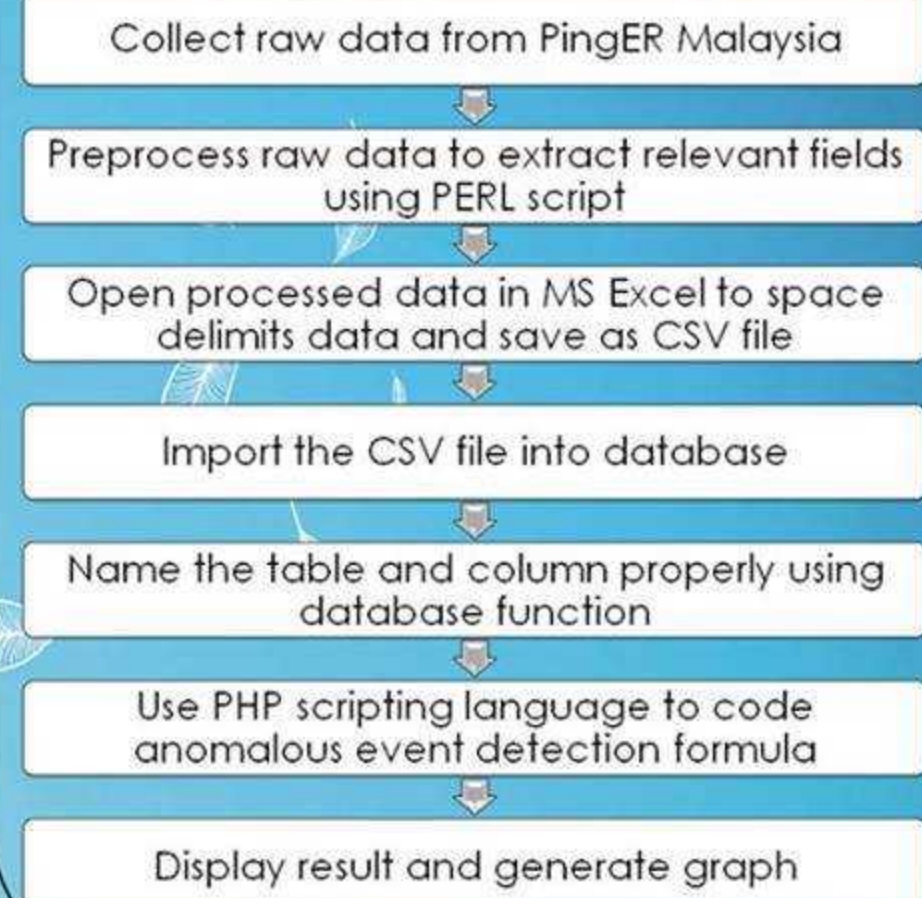 Collect raw data from PingER Malaysia
Preprocess raw data to extract relevant fields
using PERL script
Open processed data in MS Excel to space
delimits data and save as CSV file
Import the CSV file into database
Name the table and column properly using
database function
Use PHP scripting language to code
anomalous event detection formula
Display result and generate graph